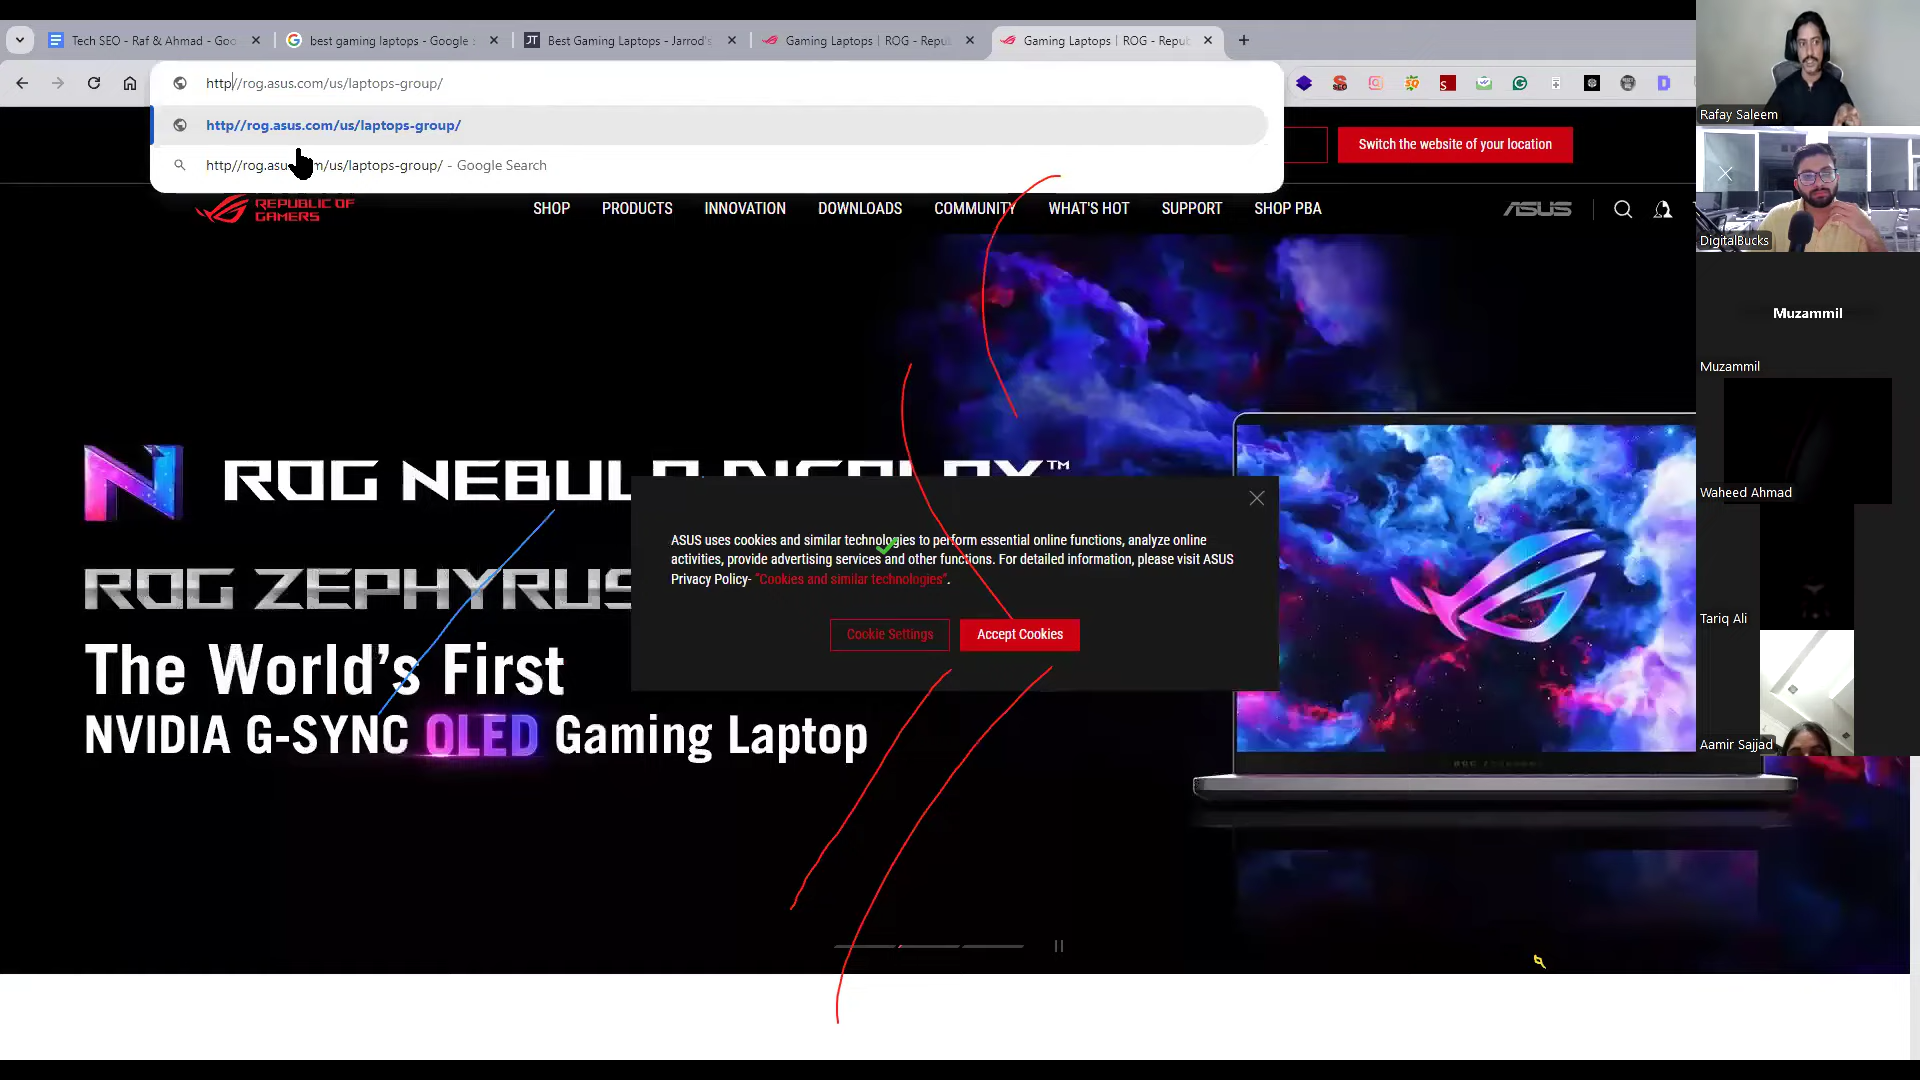 Tech SEO - Raf & Ahmad - Goo
best gaming laptops - Google
Best Gaming Laptops - Jarrod's
Gaming Laptops | ROG - Repu
Gaming Laptops | ROG - Repub
http//rog.asus.com/us/laptops-group/
http//rog.asus.com/us/laptops-group/
http//rog.asus.com/us/laptops-group/ - Google Search
Switch the website of your location
REPUBLIC OF
GAMERS
SHOP
PRODUCTS
INNOVATION
DOWNLOADS
COMMUNITY
WHAT'S HOT
SUPPORT
SHOP PBA
ASUS
ROG NEBULA DISPLAY™
ROG ZEPHYRUS
The World's First
NVIDIA G-SYNC OLED Gaming Laptop
ASUS uses cookies and similar technologies to perform essential online functions, analyze online
activities, provide advertising services and other functions. For detailed information, please visit ASUS
Privacy Policy- "Cookies and similar technologies".
Cookie Settings
Accept Cookies
Rafay Saleem
DigitalBucks
Muzammil
Muzammil
Waheed Ahmad
Tariq Ali
Aamir Sajjad